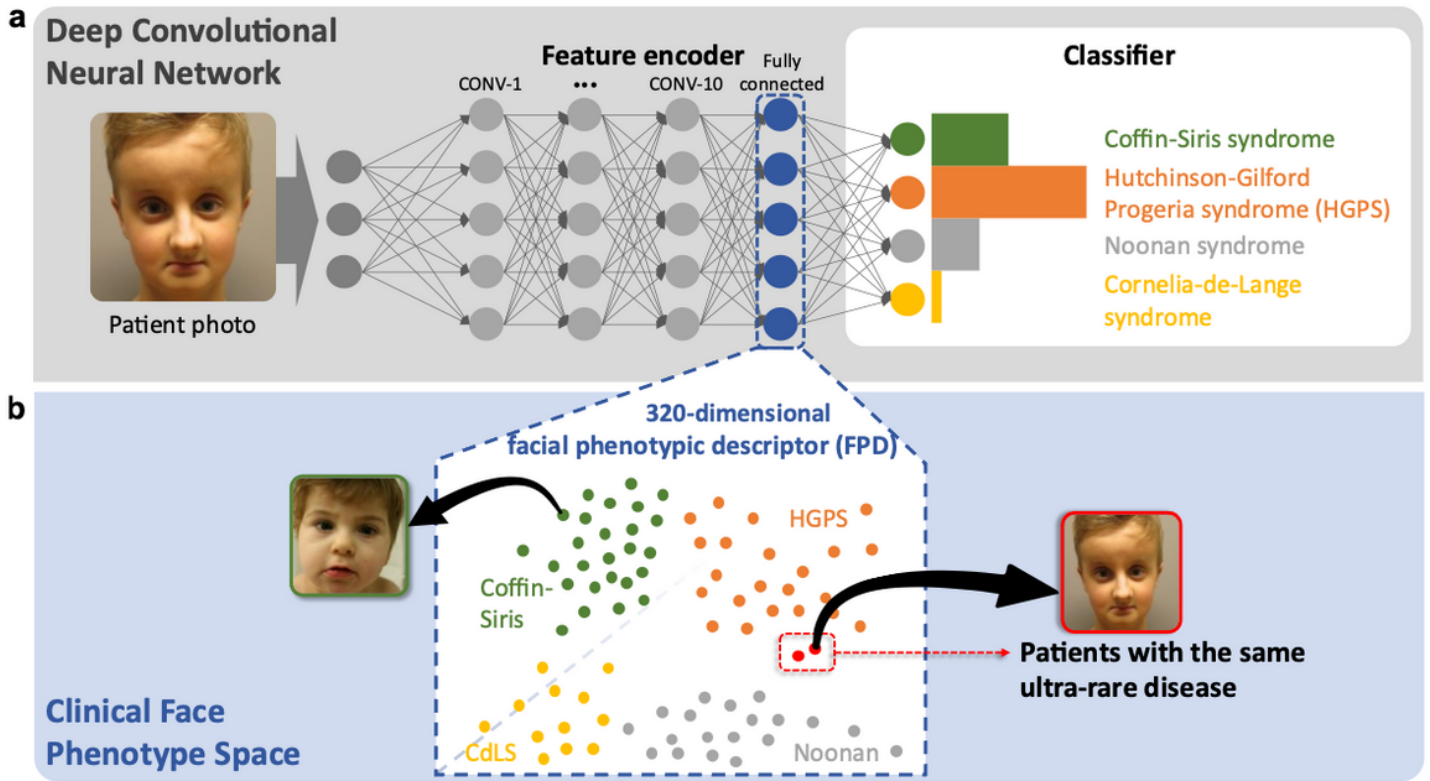 a
Deep Convolutional
Neural Network
Patient photo
Feature encoder
CONV-1
...
CONV-10
Fully
connected
Classifier
Coffin-Siris syndrome
Hutchinson-Gilford
Progeria syndrome (HGPS)
Noonan syndrome
Cornelia-de-Lange
syndrome
b
320-dimensional
facial phenotypic descriptor (FPD)
HGPS
Coffin-
Siris
Patients with the same
ultra-rare disease
Clinical Face
Phenotype Space
CdLS
Noonan